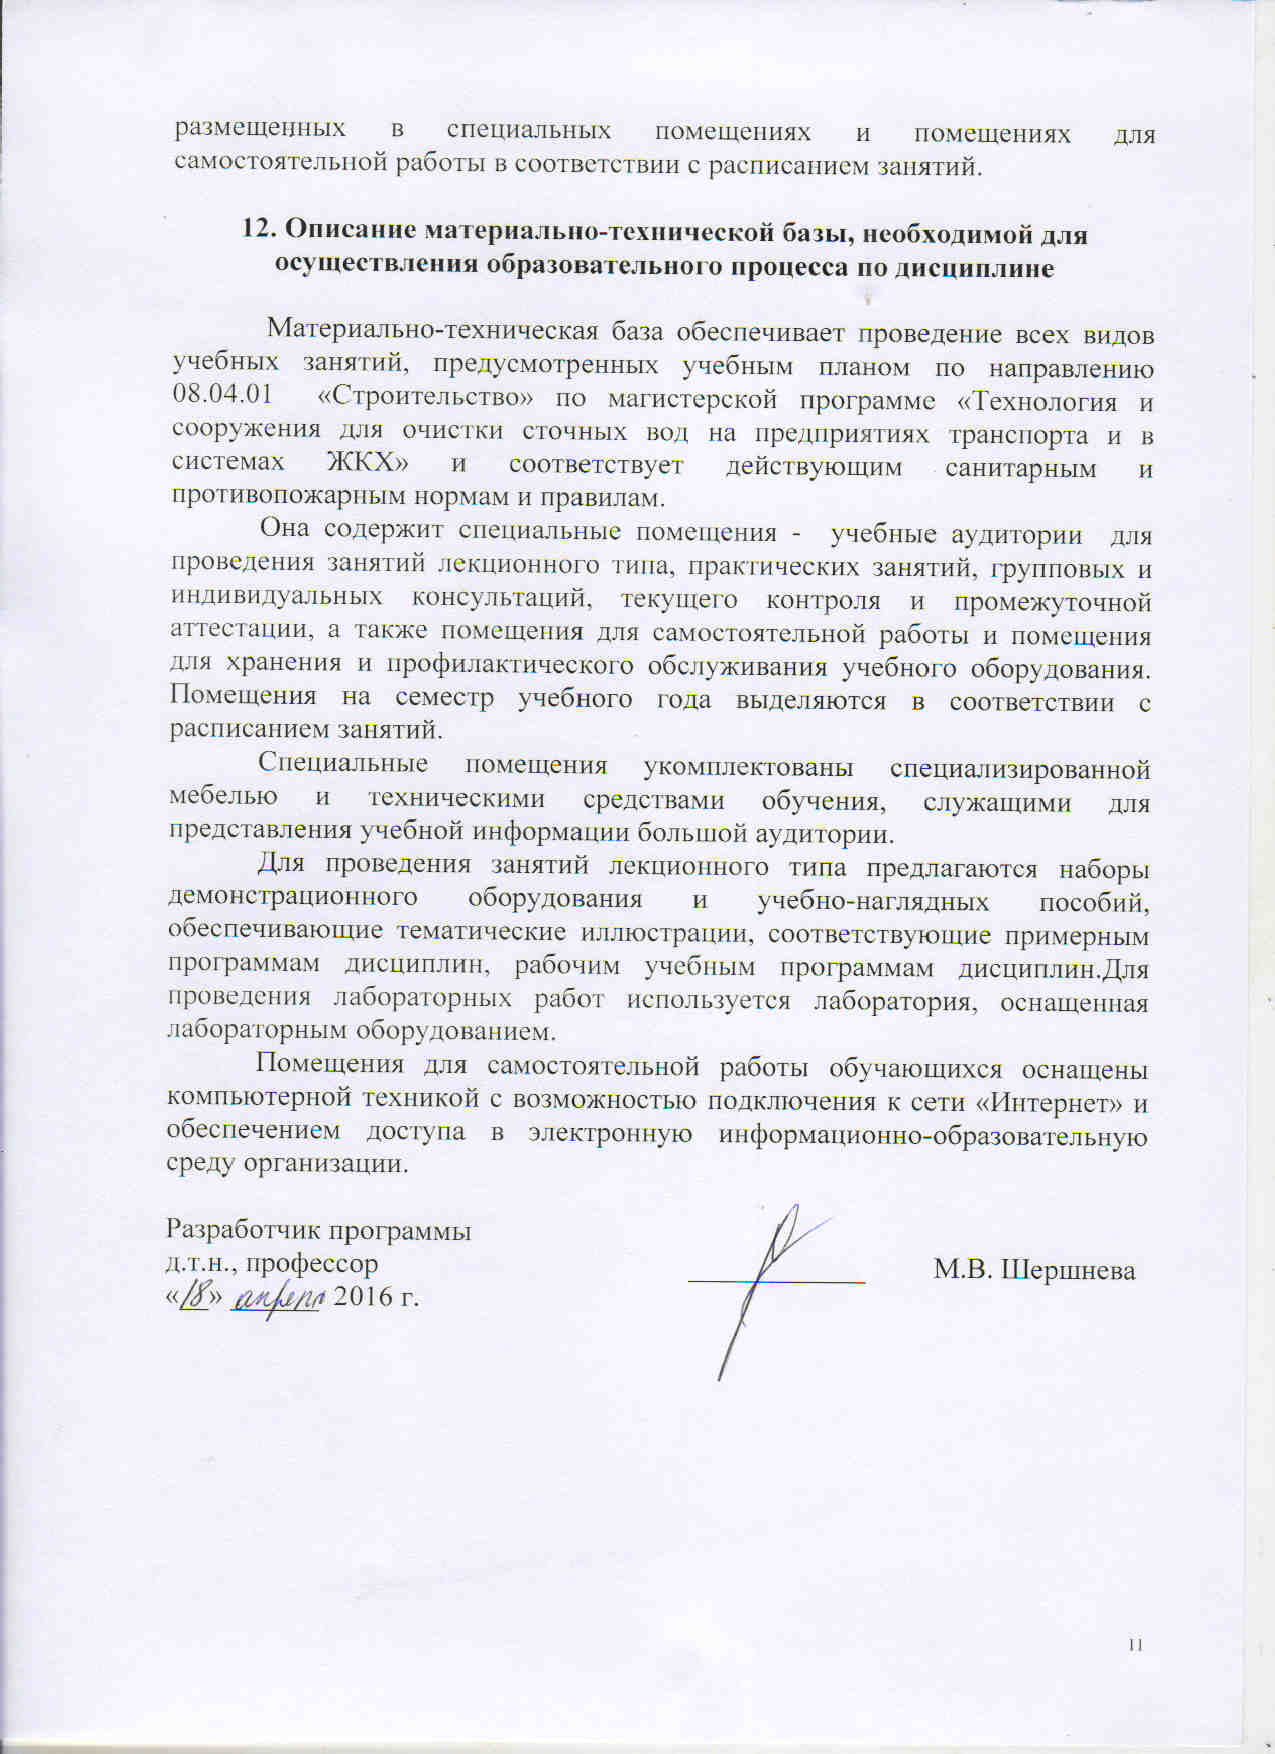 размещенных в специальных помещениях и помещениях для
самостоятельной работы в соответствии с расписанием занятий.
12. Описание материально-технической базы, необходимой для
осуществления образовательного процесса по дисциплине
Материально-техническая база обеспечивает проведение всех видов
учебных занятий, предусмотренных учебным планом по направлению
08.04.01 «Строительство» по магистерской программе «Технология и
сооружения для очистки сточных вод на предприятиях транспорта и в
системах ЖКХ» и соответствует действующим санитарным и
противопожарным нормам и правилам.
Она содержит специальные помещения - учебные аудитории для
проведения занятий лекционного типа, практических занятий, групповых и
индивидуальных консультаций, текущего контроля и промежуточной
аттестации, а также помещения для самостоятельной работы и помещения
для хранения и профилактического обслуживания учебного оборудования.
Помещения на семестр учебного года выделяются в соответствии с
расписанием занятий.
Специальные помещения укомплектованы специализированной
мебелью и техническими средствами обучения, служащими для
представления учебной информации большой аудитории.
Для проведения занятий лекционного типа предлагаются наборы
демонстрационного оборудования и учебно-наглядных пособий,
обеспечивающие тематические иллюстрации, соответствующие примерным
программам дисциплин, рабочим учебным программам дисциплин.Для
проведения лабораторных работ используется лаборатория, оснащенная
лабораторным оборудованием.
Помещения для самостоятельной работы обучающихся оснащены
компьютерной техникой с возможностью подключения к сети «Интернет» и
обеспечением доступа в электронную информационно-образовательную
среду организации.
Разработчик программы
д.т.н., профессор М.В. Шершнева
«18» апреля 2016 г.
11